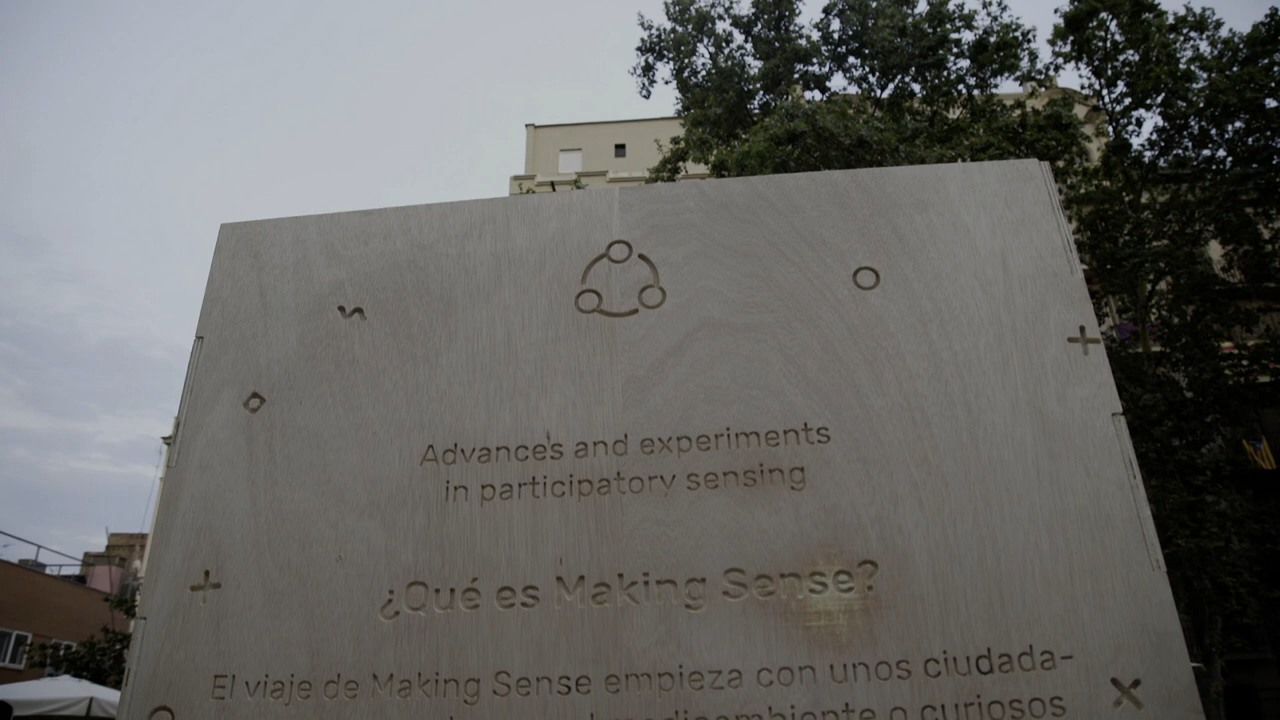 Advances and experiments
in participatory sensing
¿Qué es Making Sense?
El viaje de Making Sense empieza con unos ciudada-
o curiosos